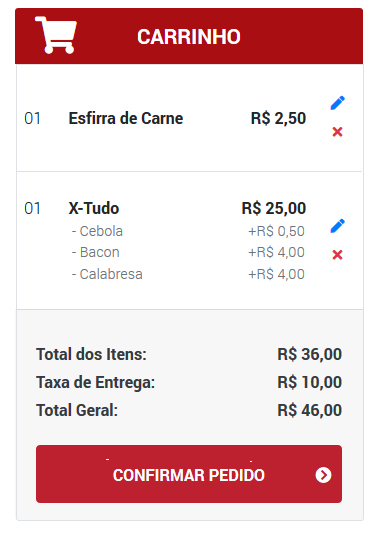 CARRINHO
01 Esfirra de Carne R$ 2,50
01 X-Tudo R$ 25,00
- Cebola +R$ 0,50
- Bacon +R$ 4,00
- Calabresa +R$ 4,00
Total dos Itens: R$ 36,00
Taxa de Entrega: R$ 10,00
Total Geral: R$ 46,00
CONFIRMAR PEDIDO